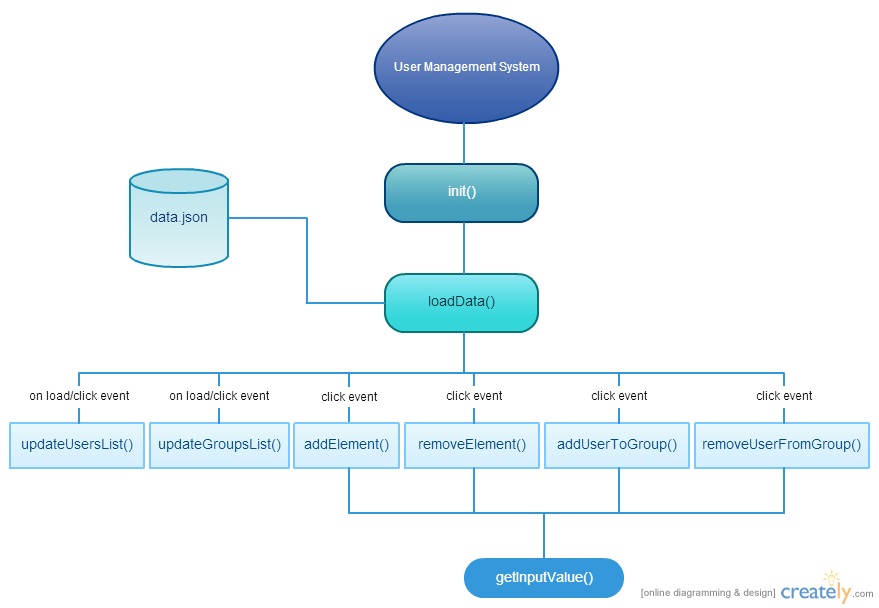 User Management System
init()
data.json
loadData()
on load/click event
on load/click event
click event
click event
click event
click event
updateUsersList()
updateGroupsList()
addElement()
removeElement()
addUserToGroup()
removeUserFromGroup()
getInputValue()
[online diagramming & design] creately.com